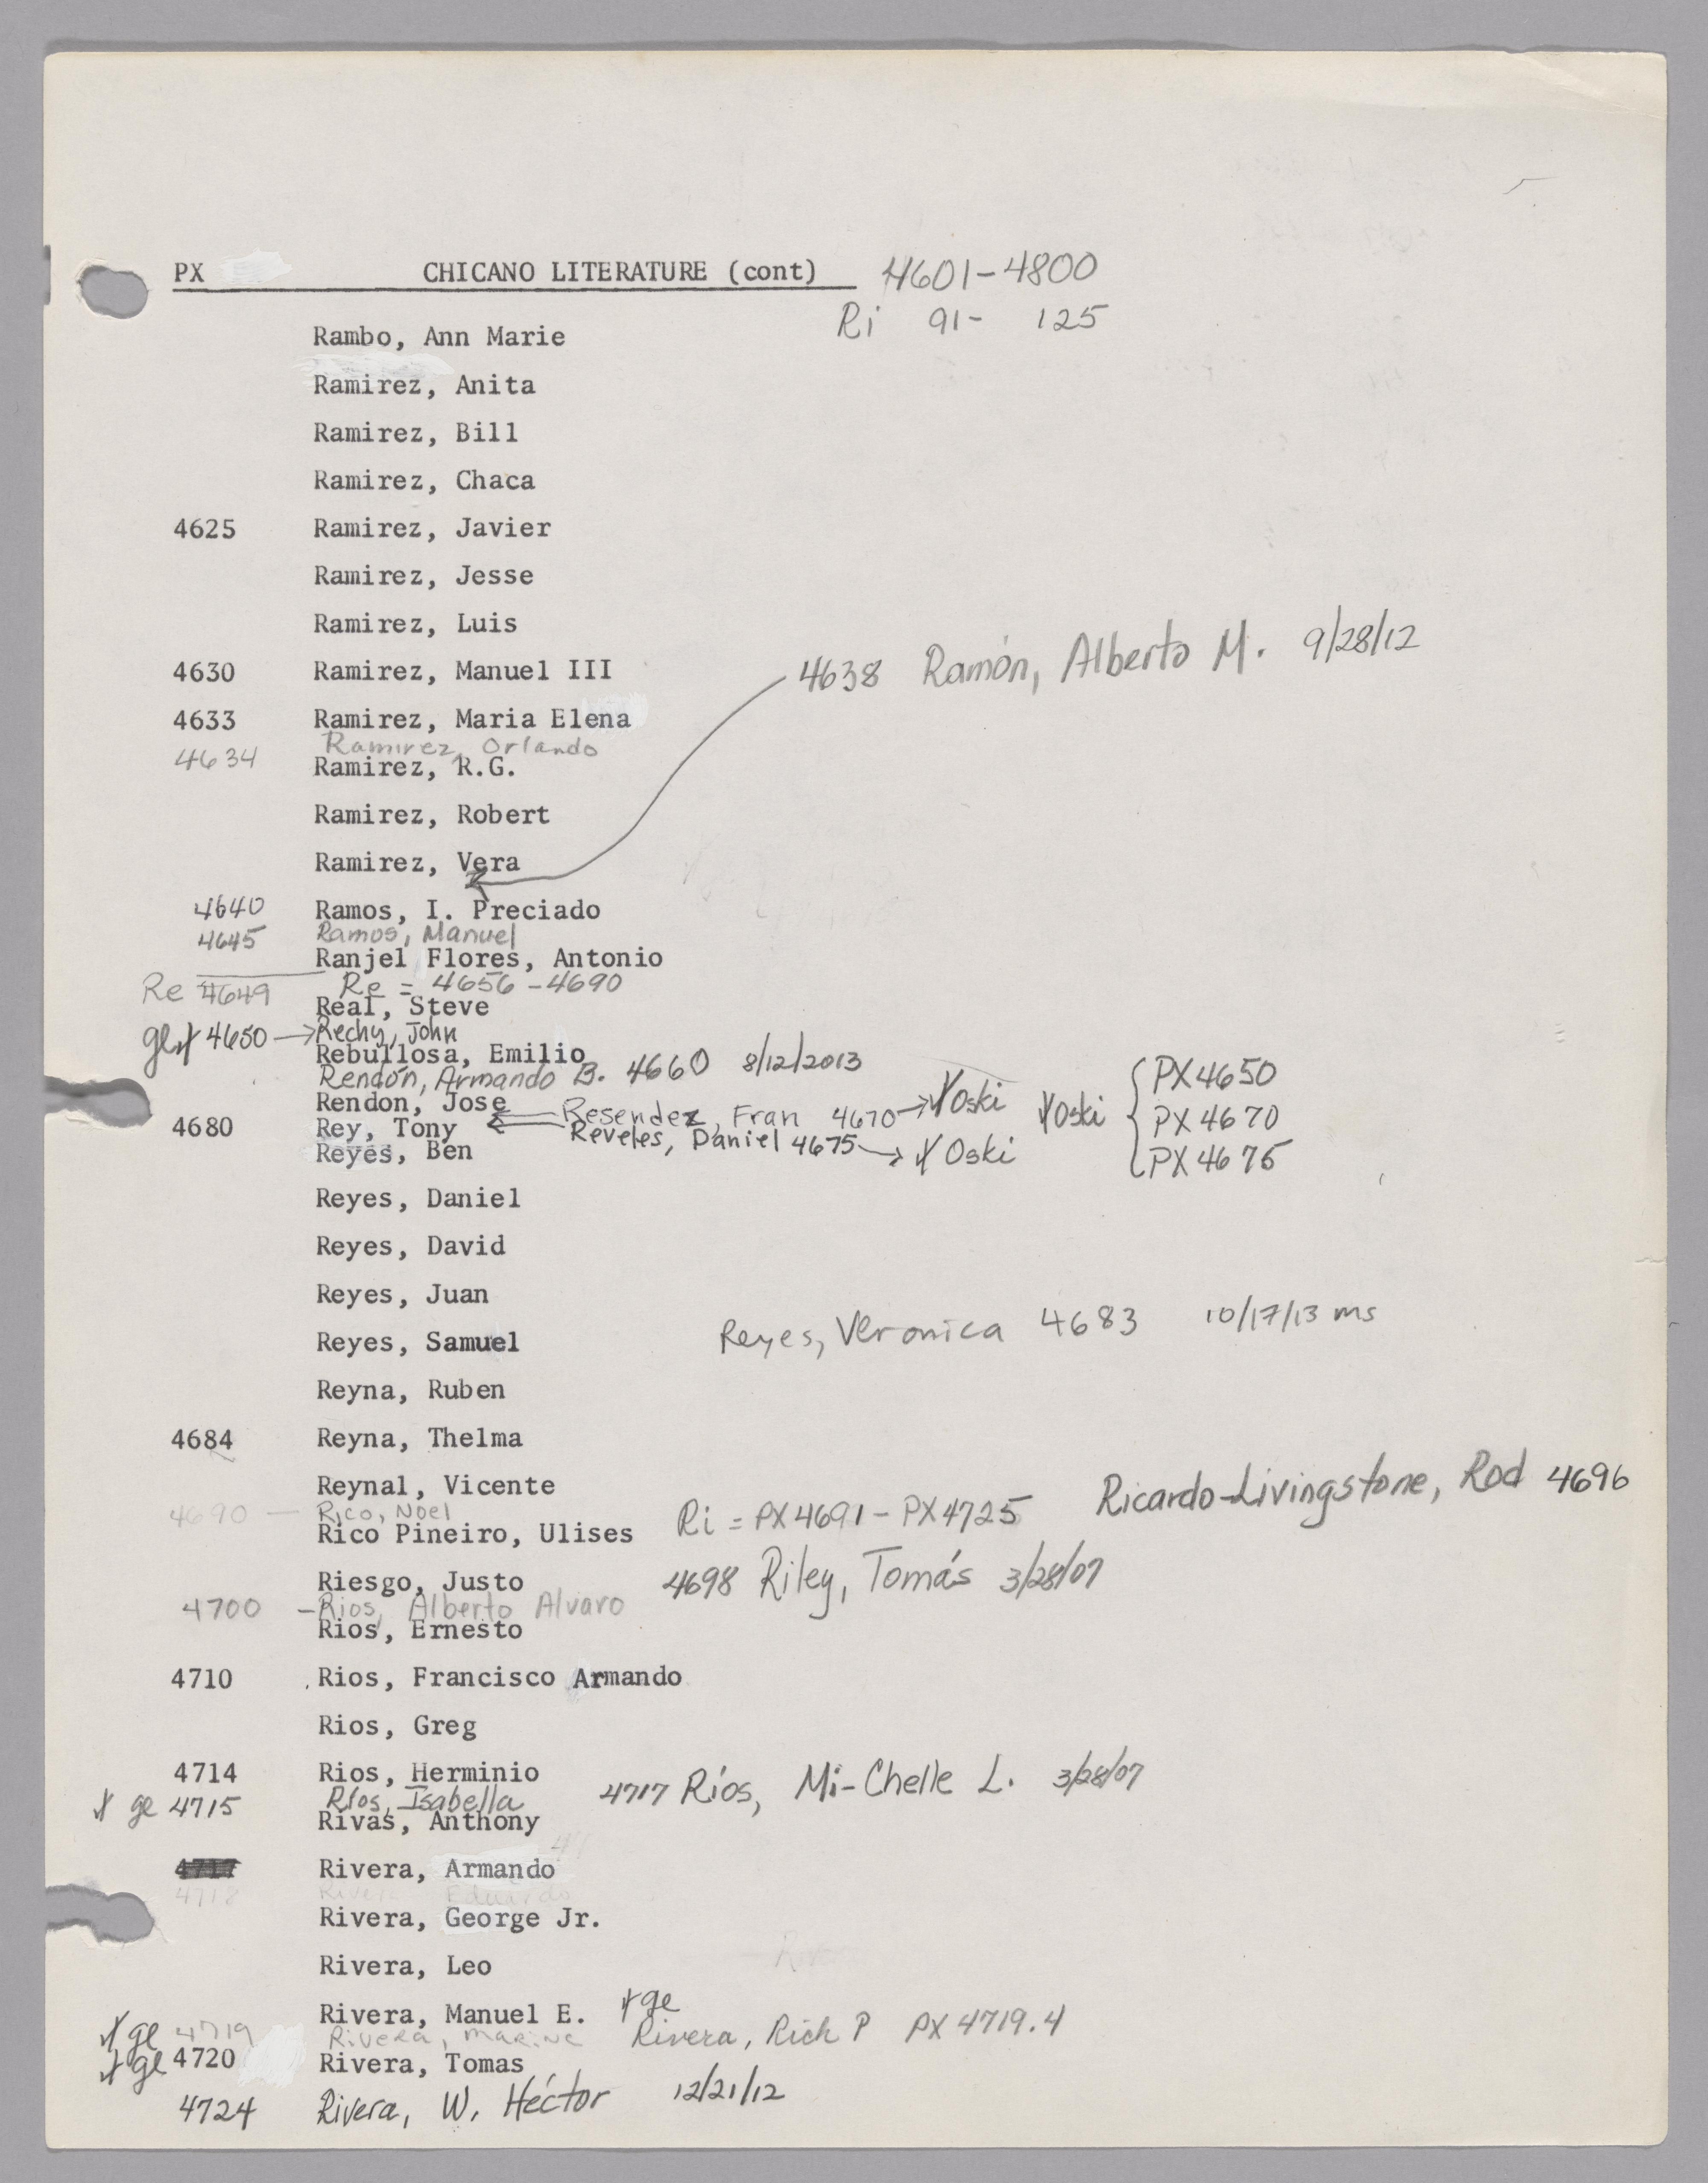 PX CHICANO LITERATURE (cont) 4601-4800
Ri 91- 125
Rambo, Ann Marie
Ramirez, Anita
Ramirez, Bill
Ramirez, Chaca
4625 Ramirez, Javier
Ramirez, Jesse
Ramirez, Luis
4638 Ramón, Alberto M. 9/28/12
4630 Ramirez, Manuel III
4633 Ramirez, Maria Elena
4634 Ramirez, Orlando
Ramirez, R.G.
Ramirez, Robert
Ramirez, Vera
4640 Ramos, I. Preciado
4645 Ramos, Manuel
Ranjel Flores, Antonio
Re 4649 Re = 4656-4690
Real, Steve
ge 4650 → Rechy, John
Rebullosa, Emilio
Rendón, Armando B. 4660 8/12/2013
Rendon, Jose
Resendez, Fran 4670 → Oski
4680 Rey, Tony
Reveles, Daniel 4675 → Oski
Oski { PX4650
PX 4670
PX 4675
Reyes, Ben
Reyes, Daniel
Reyes, David
Reyes, Juan
Reyes, Veronica 4683 10/17/13 ms
Reyes, Samuel
Reyna, Ruben
4684 Reyna, Thelma
Reynal, Vicente
Ricardo-Livingstone, Rod 4696
4690 — Rico, Noel
Rico Pineiro, Ulises Ri = PX4691-PX4725
Riesgo, Justo 4698 Riley, Tomás 3/28/07
4700 - Rios, Alberto Alvaro
Rios, Ernesto
4710 Rios, Francisco Armando
Rios, Greg
4714 Rios, Herminio 4717 Ríos, Mi-Chelle L. 3/28/07
ge 4715 Ríos, Isabella
Rivas, Anthony
4717 Rivera, Armando
4718 Rivera Eduardo
Rivera, George Jr.
Rivera, Leo
Rivera, Manuel E. ge
ge 4719 Rivera, Marina Rivera, Rich P PX 4719.4
ge 4720 Rivera, Tomas
4724 Rivera, W. Héctor 12/21/12